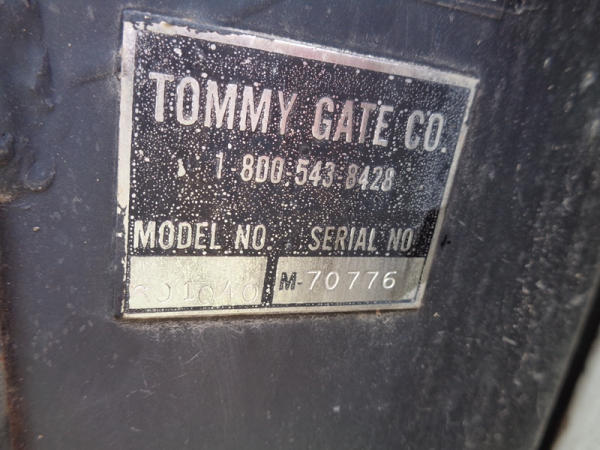 TOMMY GATE CO.
1-800-543-8428
MODEL NO. SERIAL NO
M-70776